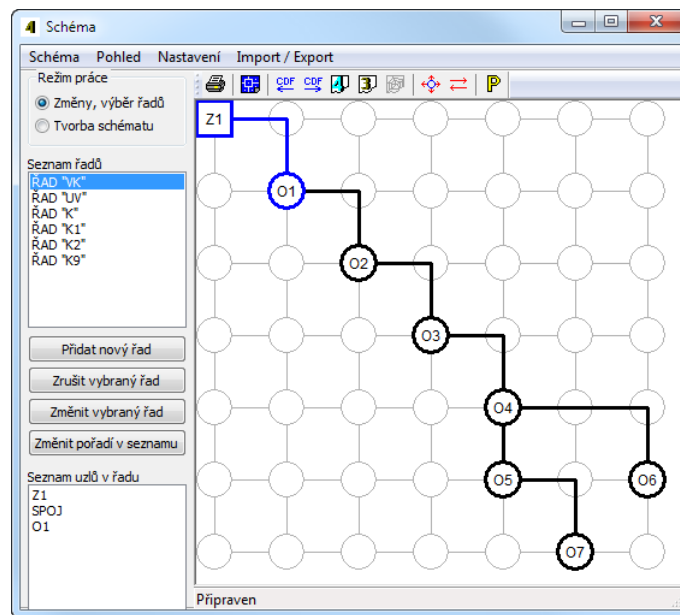 Schéma
Schéma Pohled Nastavení Import / Export
Režim práce
Změny, výběr řadů
Tvorba schématu
CDF CDF 3 P
Seznam řadů
ŘAD "VK"
ŘAD "UV"
ŘAD "K"
ŘAD "K1"
ŘAD "K2"
ŘAD "K9"
Přidat nový řad
Zrušit vybraný řad
Změnit vybraný řad
Změnit pořadí v seznamu
Seznam uzlů v řadu
Z1
SPOJ
O1
Z1
O1
O2
O3
O4
O5
O6
O7
Připraven